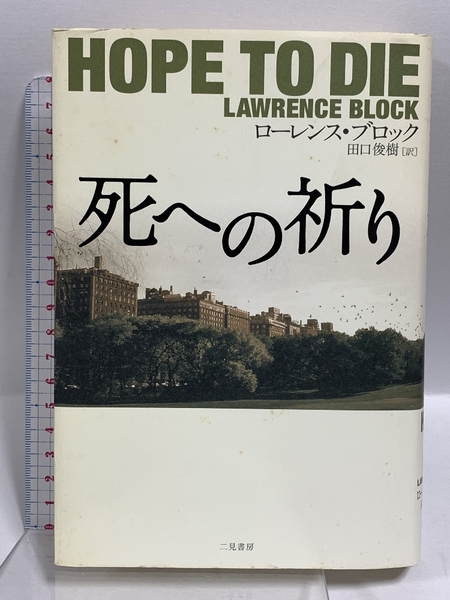 HOPE TO DIE
LAWRENCE BLOCK
ローレンス・ブロック
田口俊樹[訳]
死への祈り
二見書房